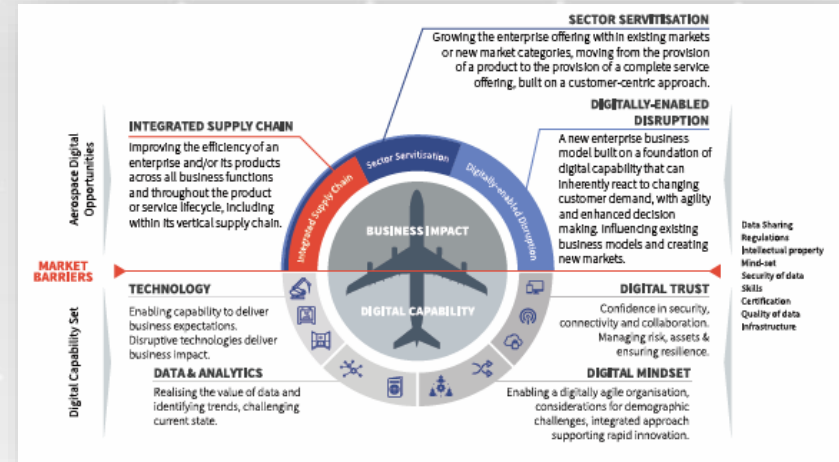 SECTOR SERVITISATION
Growing the enterprise offering within existing markets
or new market categories, moving from the provision
of a product to the provision of a complete service
offering, built on a customer-centric approach.
DIGITALLY-ENABLED
DISRUPTION
A new enterprise business
model built on a foundation of
digital capability that can
inherently react to changing
customer demand, with agility
and enhanced decision
making. Influencing existing
business models and creating
new markets.
INTEGRATED SUPPLY CHAIN
Improving the efficiency of an
enterprise and/or its products
across all business functions
and throughout the product
or service lifecycle, including
within its vertical supply chain.
Aerospace Digital
Opportunities
Integrated Supply Chain
Sector Servitisation
Digitally-enabled Disruption
BUSINESS IMPACT
DIGITAL CAPABILITY
MARKET
BARRIERS
Data Sharing
Regulations
Intellectual property
Mind-set
Security of data
Skills
Certification
Quality of data
Infrastructure
Digital Capability Set
TECHNOLOGY
Enabling capability to deliver
business expectations.
Disruptive technologies deliver
business impact.
DATA & ANALYTICS
Realising the value of data and
identifying trends, challenging
current state.
DIGITAL TRUST
Confidence in security,
connectivity and collaboration.
Managing risk, assets &
ensuring resilience.
DIGITAL MINDSET
Enabling a digitally agile organisation,
considerations for demographic
challenges, integrated approach
supporting rapid innovation.